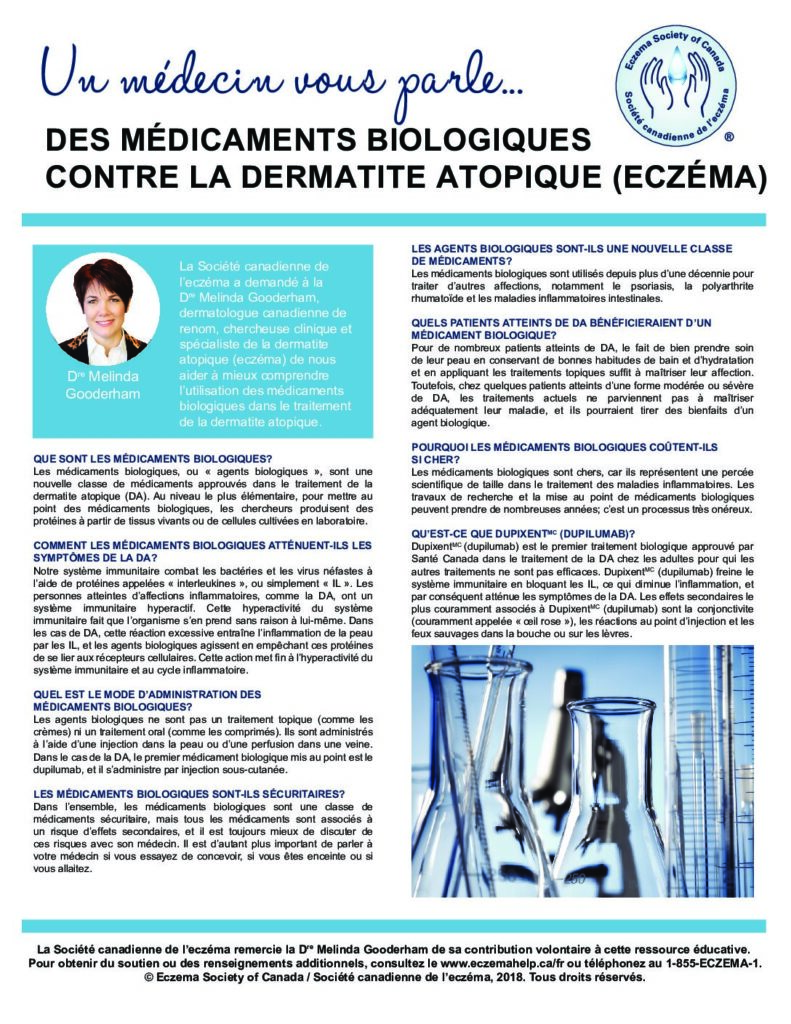 Un médecin vous parle...
Eczema Society of Canada
Société canadienne de l'eczéma
®
DES MÉDICAMENTS BIOLOGIQUES
CONTRE LA DERMATITE ATOPIQUE (ECZÉMA)
Dre Melinda
Gooderham
La Société canadienne de
l'eczéma a demandé à la
Dre Melinda Gooderham,
dermatologue canadienne de
renom, chercheuse clinique et
spécialiste de la dermatite
atopique (eczéma) de nous
aider à mieux comprendre
l'utilisation des médicaments
biologiques dans le traitement
de la dermatite atopique.
QUE SONT LES MÉDICAMENTS BIOLOGIQUES?
Les médicaments biologiques, ou « agents biologiques », sont une
nouvelle classe de médicaments approuvés dans le traitement de la
dermatite atopique (DA). Au niveau le plus élémentaire, pour mettre au
point des médicaments biologiques, les chercheurs produisent des
protéines à partir de tissus vivants ou de cellules cultivées en laboratoire.
COMMENT LES MÉDICAMENTS BIOLOGIQUES ATTÉNUENT-ILS LES
SYMPTÔMES DE LA DA?
Notre système immunitaire combat les bactéries et les virus néfastes à
l'aide de protéines appelées « interleukines », ou simplement « IL ». Les
personnes atteintes d'affections inflammatoires, comme la DA, ont un
système immunitaire hyperactif. Cette hyperactivité du système
immunitaire fait que l'organisme s'en prend sans raison à lui-même. Dans
les cas de DA, cette réaction excessive entraîne l'inflammation de la peau
par les IL, et les agents biologiques agissent en empêchant ces protéines
de se lier aux récepteurs cellulaires. Cette action met fin à l'hyperactivité du
système immunitaire et au cycle inflammatoire.
QUEL EST LE MODE D'ADMINISTRATION DES
MÉDICAMENTS BIOLOGIQUES?
Les agents biologiques ne sont pas un traitement topique (comme les
crèmes) ni un traitement oral (comme les comprimés). Ils sont administrés
à l'aide d'une injection dans la peau ou d'une perfusion dans une veine.
Dans le cas de la DA, le premier médicament biologique mis au point est le
dupilumab, et il s'administre par injection sous-cutanée.
LES MÉDICAMENTS BIOLOGIQUES SONT-ILS SÉCURITAIRES?
Dans l'ensemble, les médicaments biologiques sont une classe de
médicaments sécuritaire, mais tous les médicaments sont associés à
un risque d'effets secondaires, et il est toujours mieux de discuter de
ces risques avec son médecin. Il est d'autant plus important de parler à
votre médecin si vous essayez de concevoir, si vous êtes enceinte ou si
vous allaitez.
LES AGENTS BIOLOGIQUES SONT-ILS UNE NOUVELLE CLASSE
DE MÉDICAMENTS?
Les médicaments biologiques sont utilisés depuis plus d'une décennie pour
traiter d'autres affections, notamment le psoriasis, la polyarthrite
rhumatoïde et les maladies inflammatoires intestinales.
QUELS PATIENTS ATTEINTS DE DA BÉNÉFICIERAIENT D'UN
MÉDICAMENT BIOLOGIQUE?
Pour de nombreux patients atteints de DA, le fait de bien prendre soin
de leur peau en conservant de bonnes habitudes de bain et d'hydratation
et en appliquant les traitements topiques suffit à maîtriser leur affection.
Toutefois, chez quelques patients atteints d'une forme modérée ou sévère
de DA, les traitements actuels ne parviennent pas à maîtriser
adéquatement leur maladie, et ils pourraient tirer des bienfaits d'un
agent biologique.
POURQUOI LES MÉDICAMENTS BIOLOGIQUES COÛTENT-ILS
SI CHER?
Les médicaments biologiques sont chers, car ils représentent une percée
scientifique de taille dans le traitement des maladies inflammatoires. Les
travaux de recherche et la mise au point de médicaments biologiques
peuvent prendre de nombreuses années; c'est un processus très onéreux.
QU'EST-CE QUE DUPIXENTMC (DUPILUMAB)?
DupixentMC (dupilumab) est le premier traitement biologique approuvé par
Santé Canada dans le traitement de la DA chez les adultes pour qui les
autres traitements ne sont pas efficaces. DupixentMC (dupilumab) freine le
système immunitaire en bloquant les IL, ce qui diminue l'inflammation, et
par conséquent atténue les symptômes de la DA. Les effets secondaires le
plus couramment associés à DupixentMC (dupilumab) sont la conjonctivite
(couramment appelée « œil rose »), les réactions au point d'injection et les
feux sauvages dans la bouche ou sur les lèvres.
La Société canadienne de l'eczéma remercie la Dre Melinda Gooderham de sa contribution volontaire à cette ressource éducative.
Pour obtenir du soutien ou des renseignements additionnels, consultez le www.eczemahelp.ca/fr ou téléphonez au 1-855-ECZEMA-1.
© Eczema Society of Canada / Société canadienne de l'eczéma, 2018. Tous droits réservés.